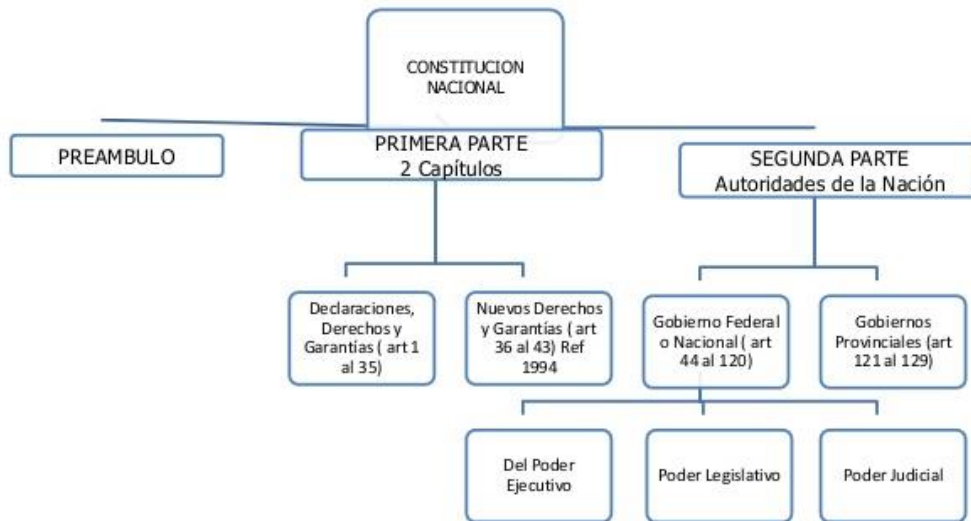 CONSTITUCION
NACIONAL
PREAMBULO
PRIMERA PARTE
2 Capítulos
SEGUNDA PARTE
Autoridades de la Nación
Declaraciones,
Derechos y
Garantías ( art 1
al 35)
Nuevos Derechos
y Garantías ( art
36 al 43) Ref
1994
Gobierno Federal
o Nacional ( art
44 al 120)
Gobiernos
Provinciales (art
121 al 129)
Del Poder
Ejecutivo
Poder Legislativo
Poder Judicial